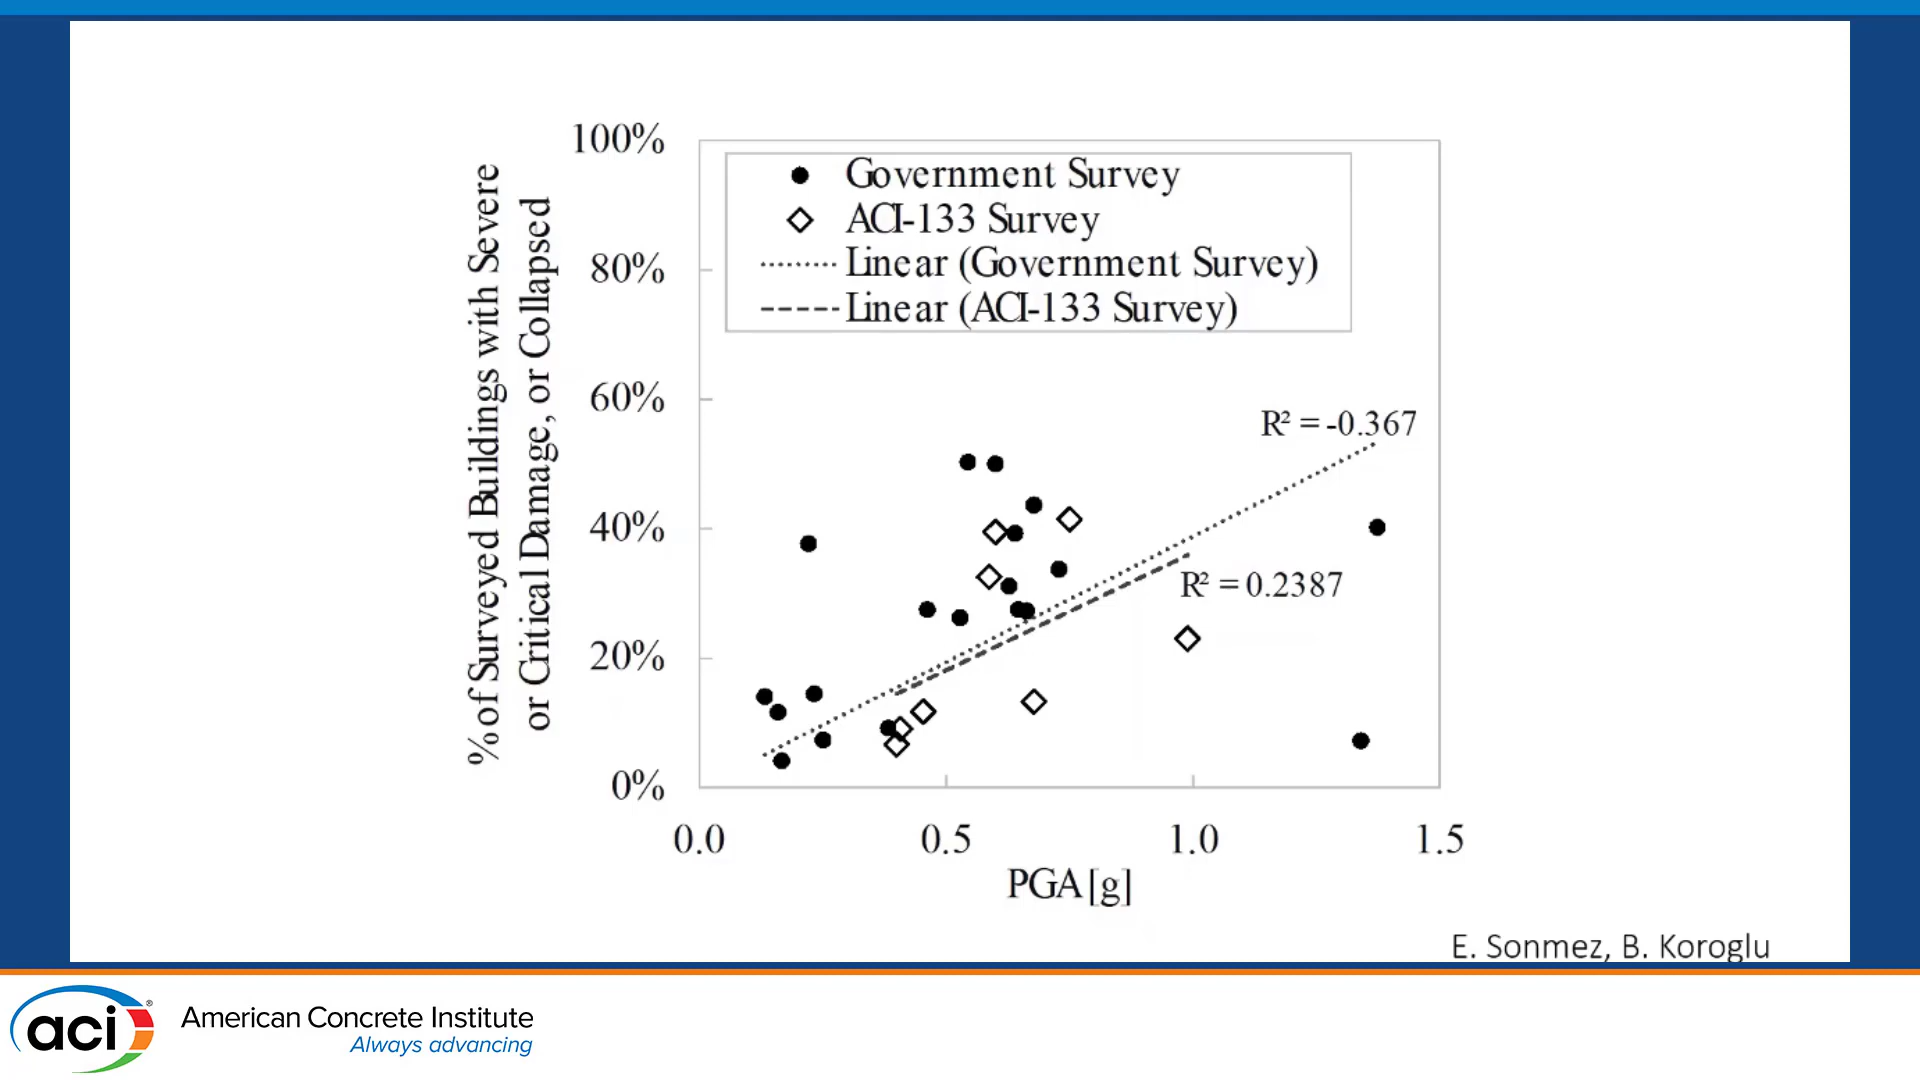 100%
80%
60%
40%
20%
0%
% of Surveyed Buildings with Severe
or Critical Damage, or Collapsed
Government Survey
ACI-133 Survey
Linear (Government Survey)
Linear (ACI-133 Survey)
R² = -0.367
R² = 0.2387
0.0
0.5
1.0
1.5
PGA [g]
E. Sonmez, B. Koroglu
aci®
American Concrete Institute
Always advancing